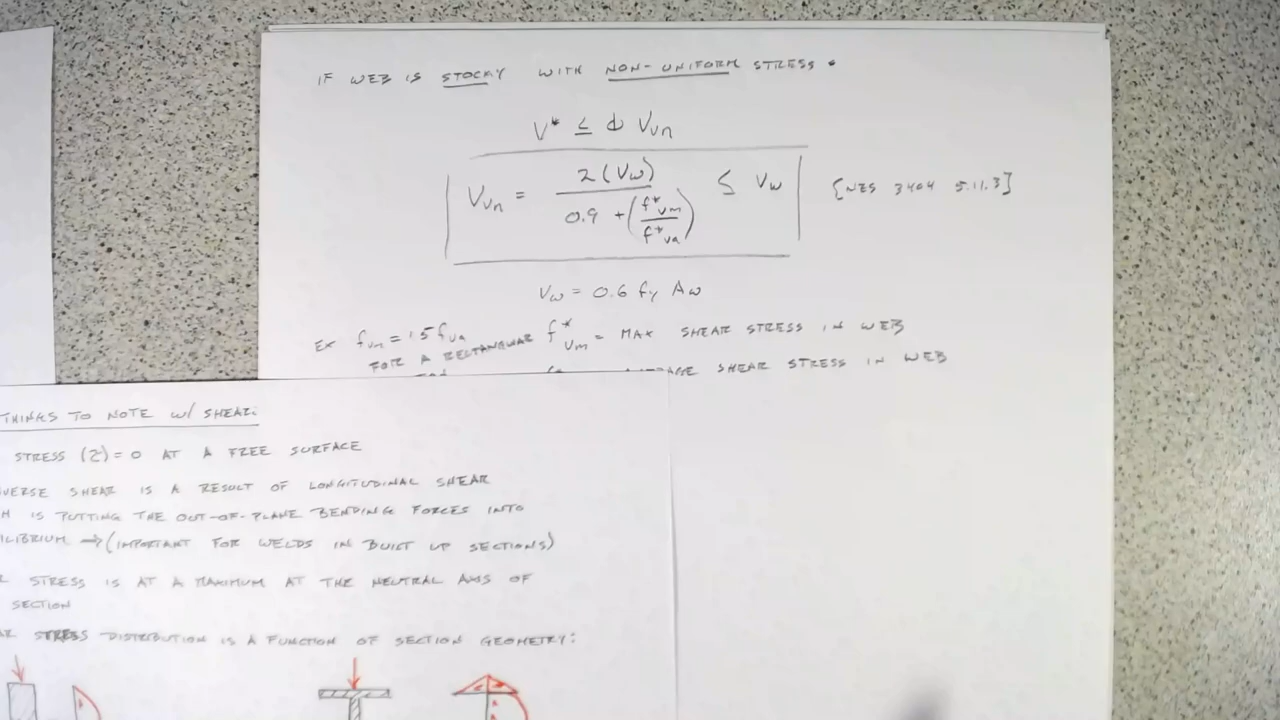 IF WEB IS STOCKY WITH NON-UNIFORM STRESS
V* ≤ ϕ Vvn
Vvn = 2(Vw) / 0.9 + (f*vm / f*va) ≤ Vw [NZS 3404 5.11.3]
Vw = 0.6 fy Aw
EX fvm = 1.5 fva f*vm = MAX SHEAR STRESS IN WEB
FOR A RECTANGULAR
SHEAR STRESS IN WEB
THINGS TO NOTE W/ SHEAR:
STRESS (τ) = 0 AT A FREE SURFACE
VERSE SHEAR IS A RESULT OF LONGITUDINAL SHEAR
H IS PUTTING THE OUT-OF-PLANE BENDING FORCES INTO
ILIBRIUM → (IMPORTANT FOR WELDS IN BUILT UP SECTIONS)
STRESS IS AT A MAXIMUM AT THE NEUTRAL AXIS OF
SECTION
AR STRESS DISTRIBUTION IS A FUNCTION OF SECTION GEOMETRY: